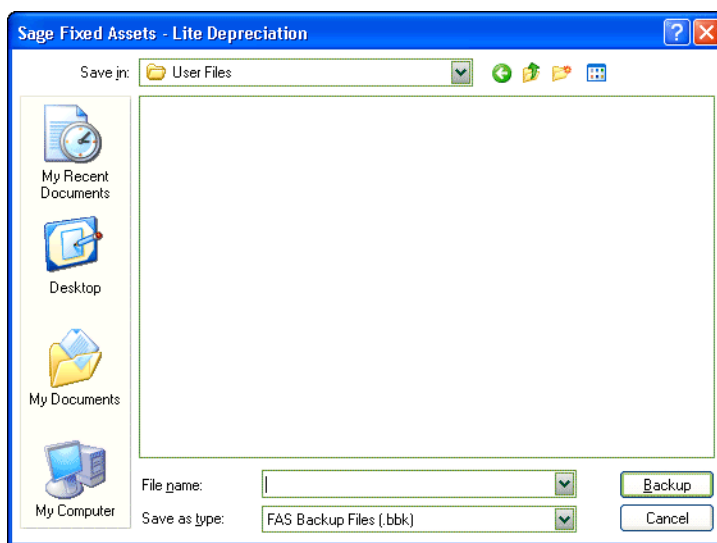 Sage Fixed Assets - Lite Depreciation
Save in: User Files
My Recent
Documents
Desktop
My Documents
My Computer
File name:
Backup
Save as type: FAS Backup Files (.bbk)
Cancel